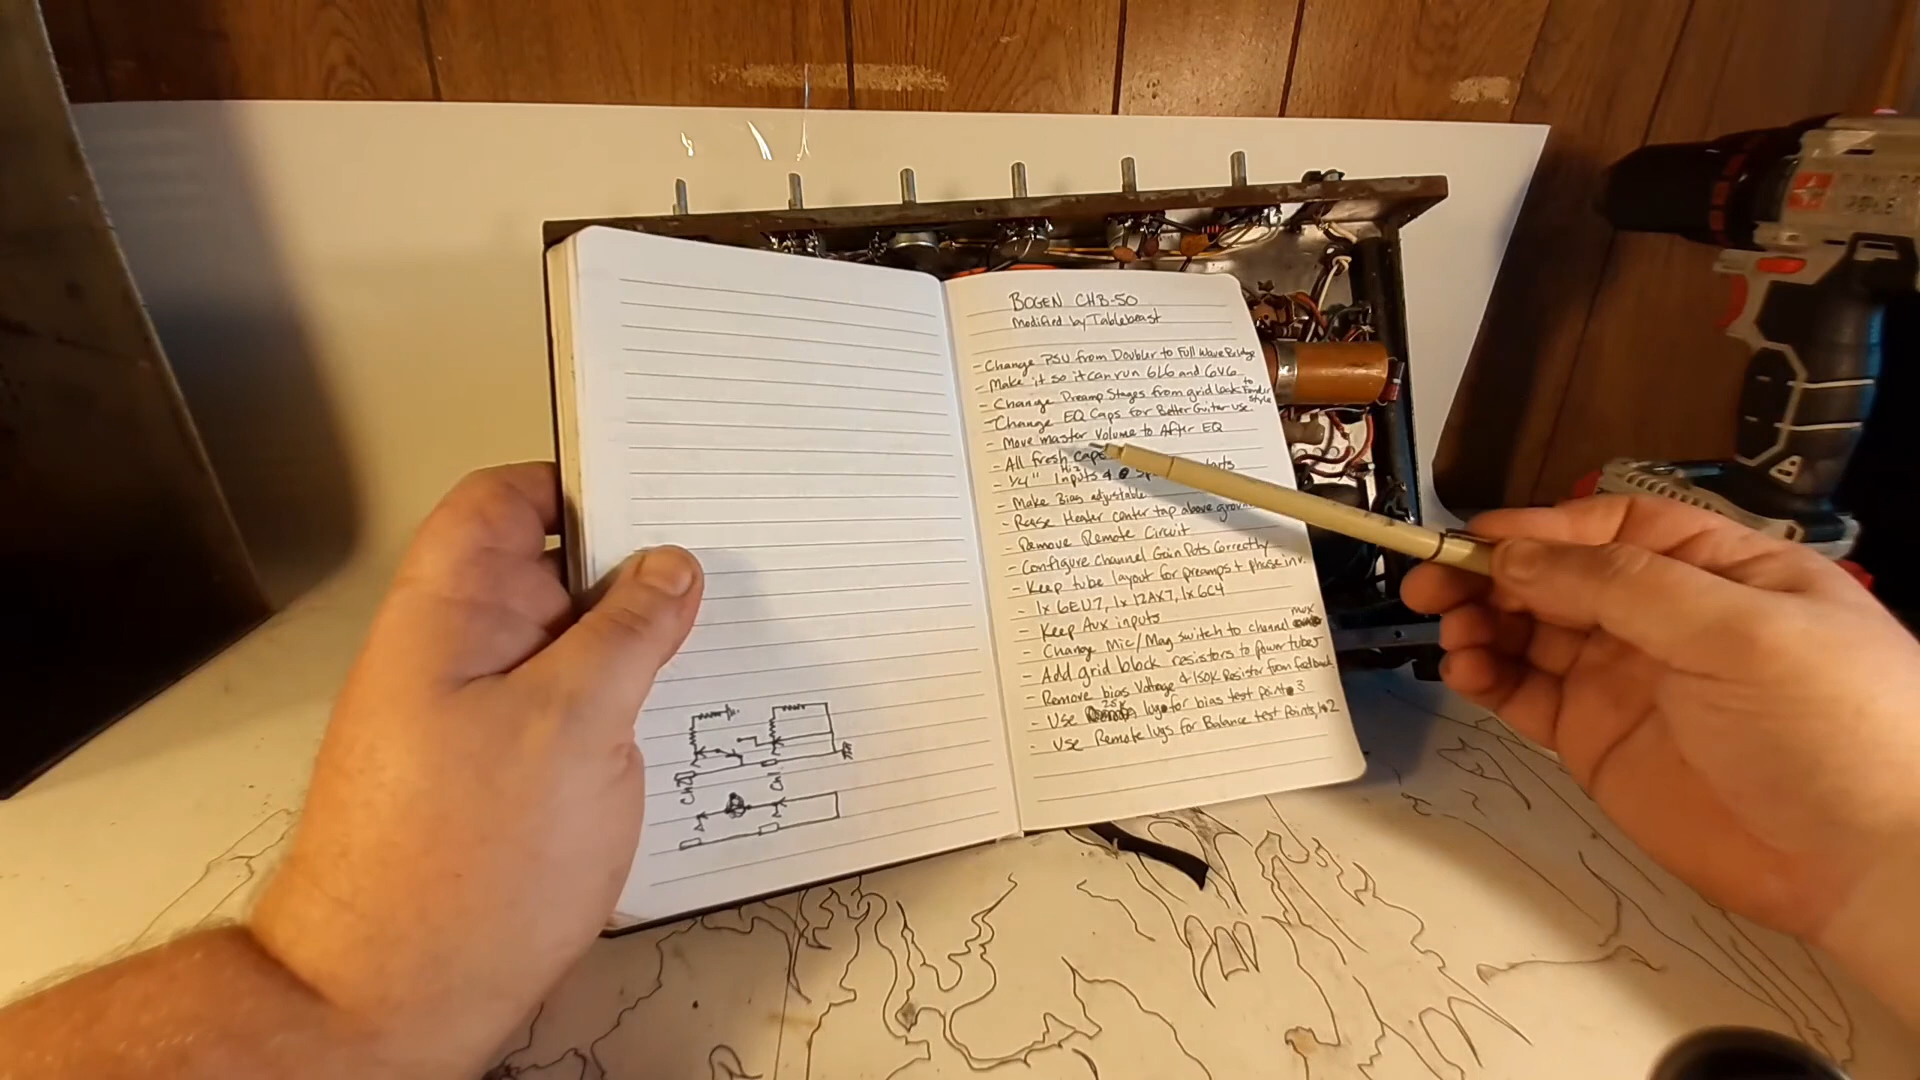 BOGEN CHB-50
Modified by Tablebeast
- Change PSU from Doubler to Full Wave Bridge
- Make it so it can run 6L6 and 6V6
- Change Preamp Stages from grid leak to Fender Style
- Change EQ Caps for Better Guitar use
- Move master Volume to After EQ
- All fresh Caps
- 1/4" Inputs &
- Make Bias adjustable
- Raise Heater center tap above ground
- Remove Remote Circuit
- Configure Channel Gain Pots Correctly
- Keep tube layout for preamps + phase inv.
- 1x 6EU7, 1x 12AX7, 1x 6C4
- Keep Aux inputs
- Change Mic/Mag switch to channel mux
- Add grid block resistors to power tubes
- Remove bias Voltage & 150K Resistor from feedback
- Use 25V lug for bias test point 3
- Use Remote lugs for Balance test points, 1+2
CH2
CH1